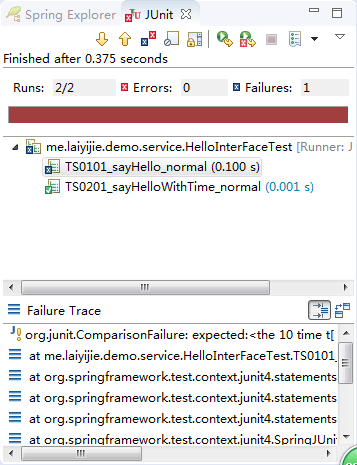 Spring Explorer JUnit
Finished after 0.375 seconds
Runs: 2/2 Errors: 0 Failures: 1
me.laiyijie.demo.service.HelloInterFaceTest [Runner: J
TS0101_sayHello_normal (0.100 s)
TS0201_sayHelloWithTime_normal (0.001 s)
Failure Trace
org.junit.ComparisonFailure: expected:<the 10 time t[
at me.laiyijie.demo.service.HelloInterFaceTest.TS0101_
at org.springframework.test.context.junit4.statements
at org.springframework.test.context.junit4.statements
at org.springframework.test.context.junit4.statements
at org.springframework.test.context.junit4.SpringJUnit